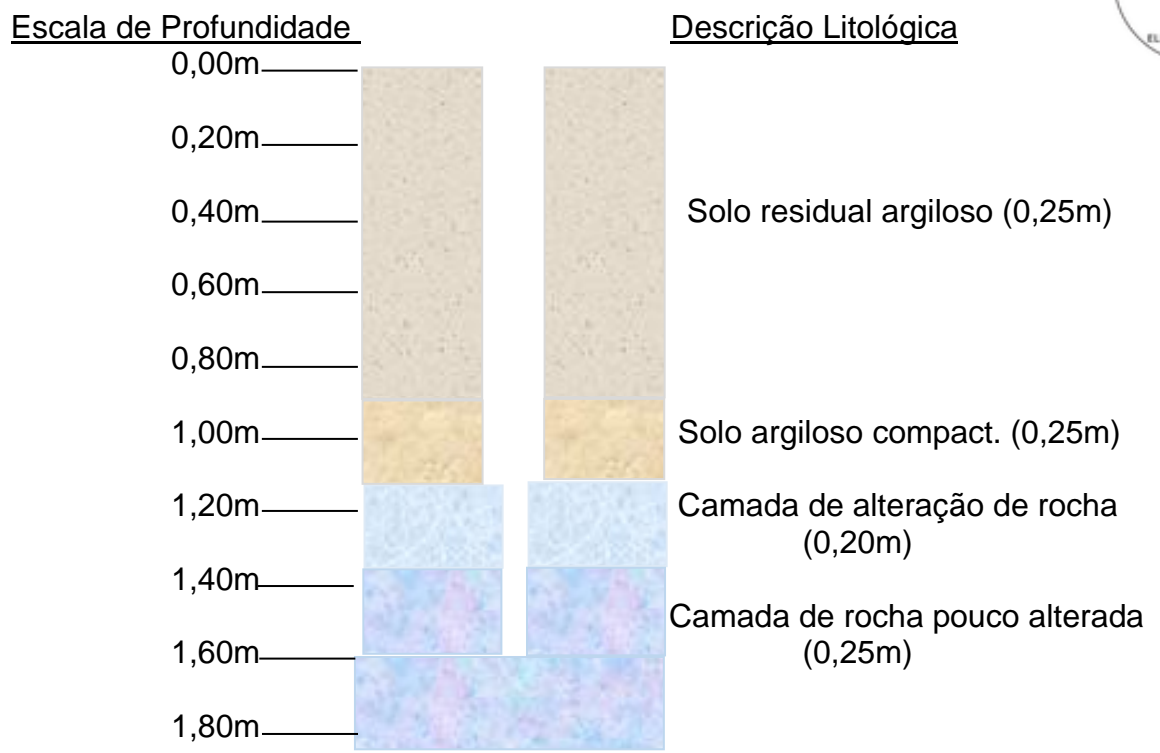 Escala de Profundidade
Descrição Litológica
0,00m
0,20m
0,40m
Solo residual argiloso (0,25m)
0,60m
0,80m
1,00m
Solo argiloso compact. (0,25m)
1,20m
Camada de alteração de rocha
(0,20m)
1,40m
Camada de rocha pouco alterada
(0,25m)
1,60m
1,80m